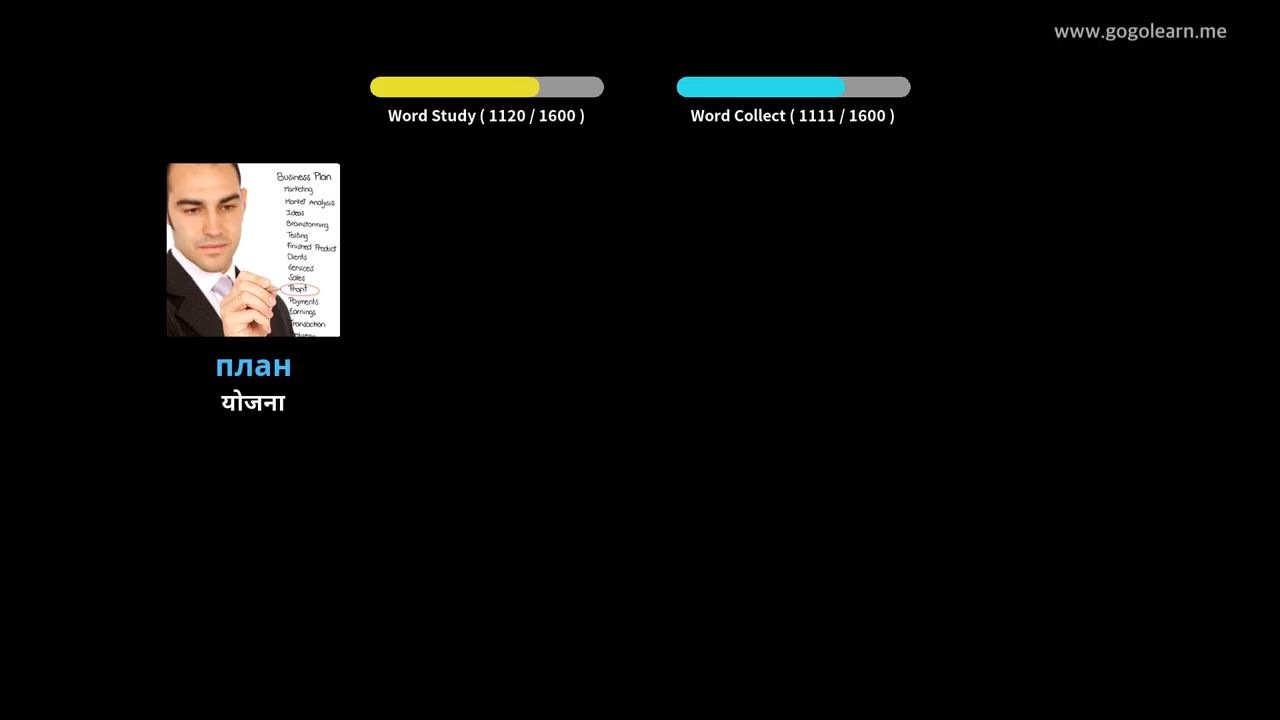 www.gogolearn.me
Word Study ( 1120 / 1600 )
Word Collect ( 1111 / 1600 )
Business Plan
Marketing
Market Analysis
Ideas
Brainstorming
Testing
Finished Product
Clients
Services
Sales
Profit
Payments
Earnings
Transaction
план
योजना